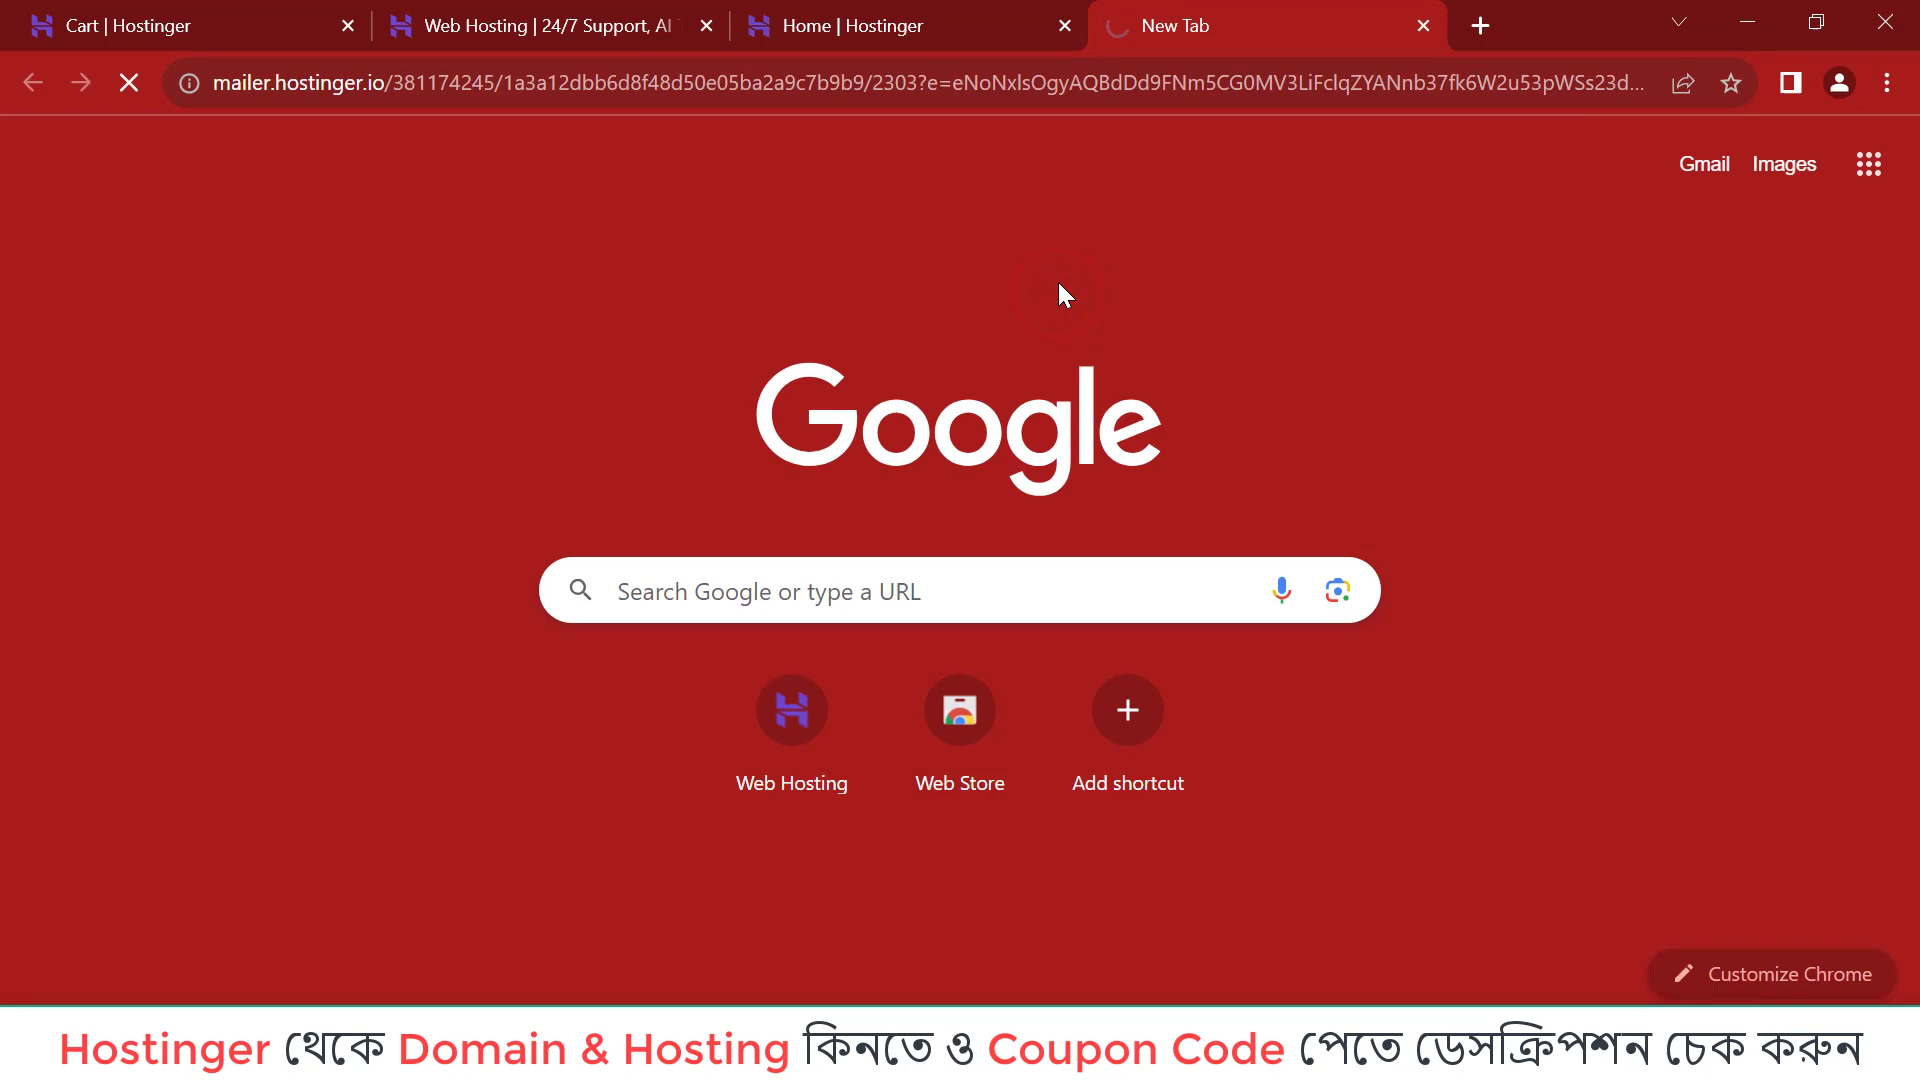 Cart | Hostinger
Web Hosting | 24/7 Support, AI
Home | Hostinger
New Tab
mailer.hostinger.io/381174245/1a3a12dbb6d8f48d50e05ba2a9c7b9b9/2303?e=eNoNxlsOgyAQBdDd9FNm5CG0MV3LiFclqZYANnb37fk6W2u53pWSs23d...
Gmail Images
Google
Search Google or type a URL
Web Hosting
Web Store
Add shortcut
Customize Chrome
Hostinger থেকে Domain & Hosting কিনতে ও Coupon Code পেতে ডেসক্রিপশন চেক করুন